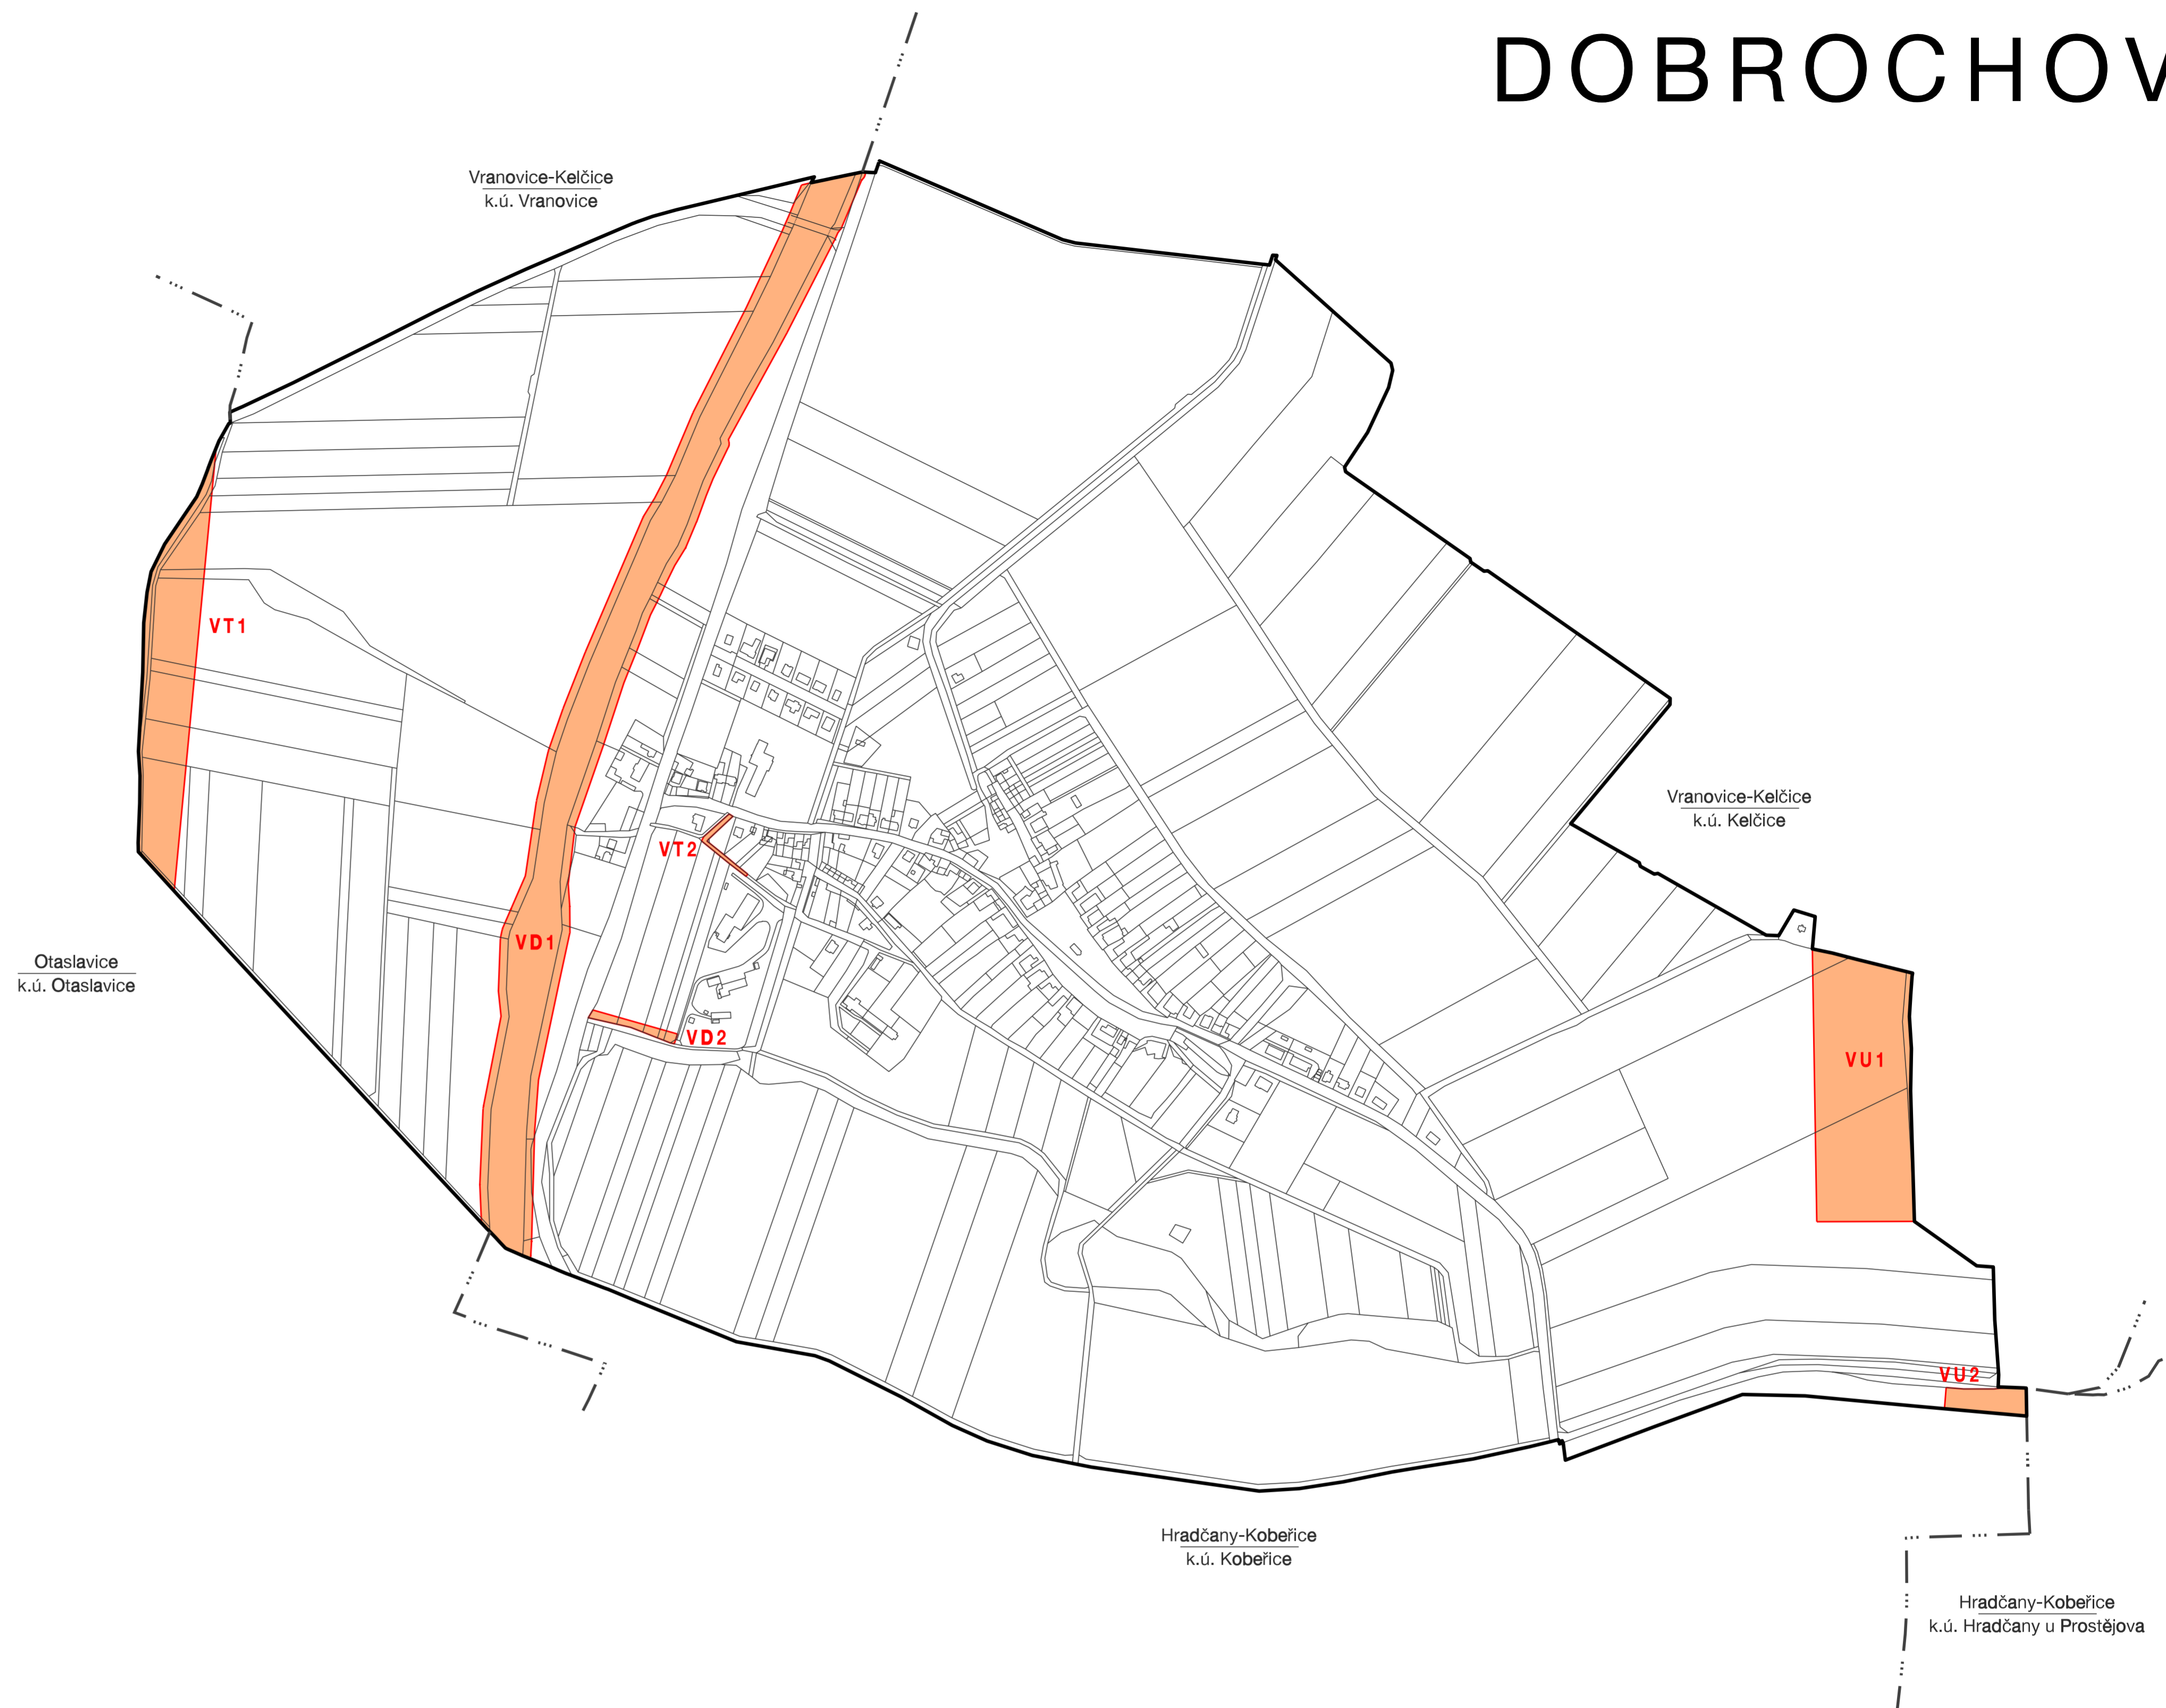 DOBROCHOV
Vranovice-Kelčice
k.ú. Vranovice
VT1
Vranovice-Kelčice
k.ú. Kelčice
VT2
VD1
Otaslavice
k.ú. Otaslavice
VD2
VU1
VU2
Hradčany-Kobeřice
k.ú. Kobeřice
Hradčany-Kobeřice
k.ú. Hradčany u Prostějova